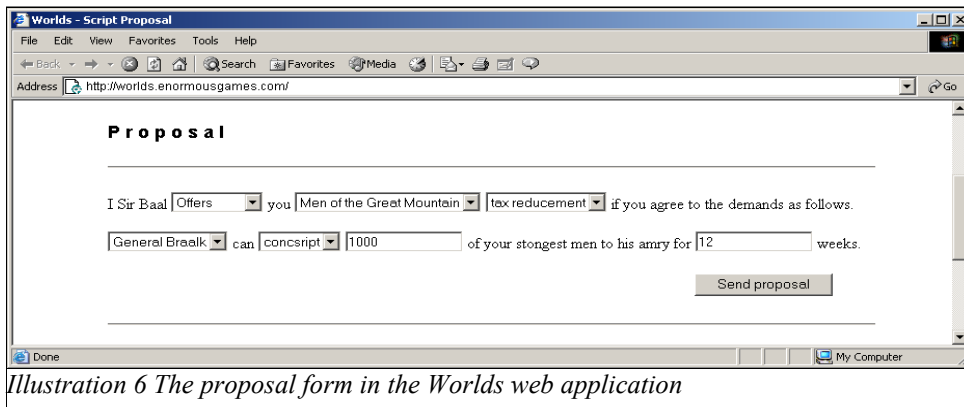 Worlds - Script Proposal
File Edit View Favorites Tools Help
Back Search Favorites Media
Address http://worlds.enormousgames.com/ Go
Proposal
I Sir Baal Offers you Men of the Great Mountain tax reducement if you agree to the demands as follows.
General Braalk can concsript 1000 of your stongest men to his amry for 12 weeks.
Send proposal
Done My Computer
Illustration 6 The proposal form in the Worlds web application